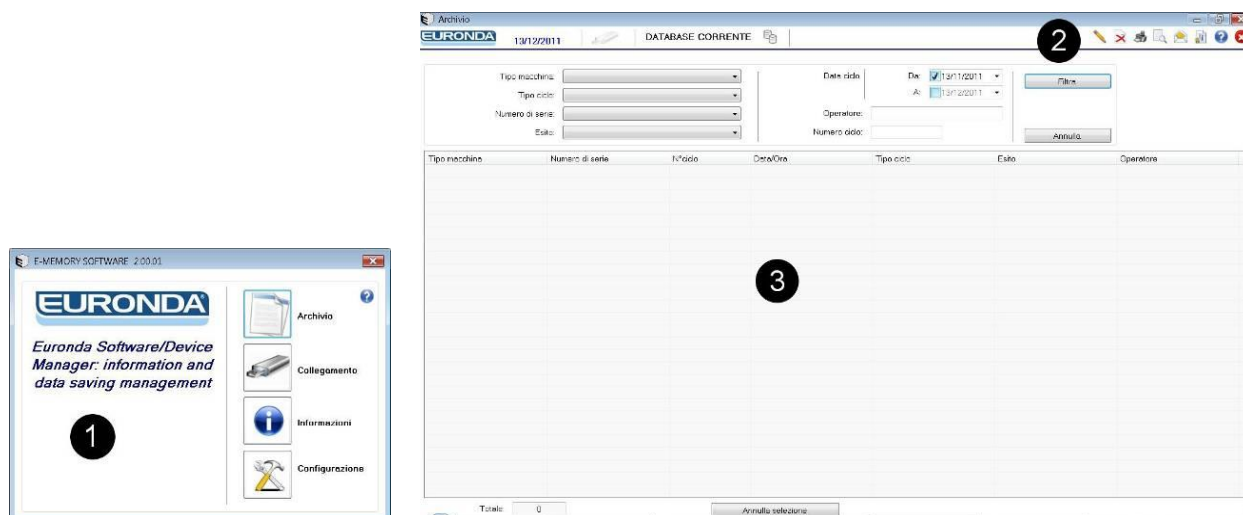 Archivio
EURONDA
13/12/2011
DATABASE CORRENTE
2
Tipo macchina:
Data ciclo
Da:
13/11/2011
Filtra
Tipo ciclo:
A:
13/12/2011
Numero di serie:
Operatore:
Esito:
Numero ciclo:
Annulla
Tipo macchina Numero di serie N°ciclo Data/Ora Tipo ciclo Esito Operatore
3
Totale 0
Annulla selezione
E-MEMORY SOFTWARE 2.00.01
EURONDA
Archivio
Euronda Software/Device
Manager: information and
data saving management
Collegamento
1
Informazioni
Configurazione